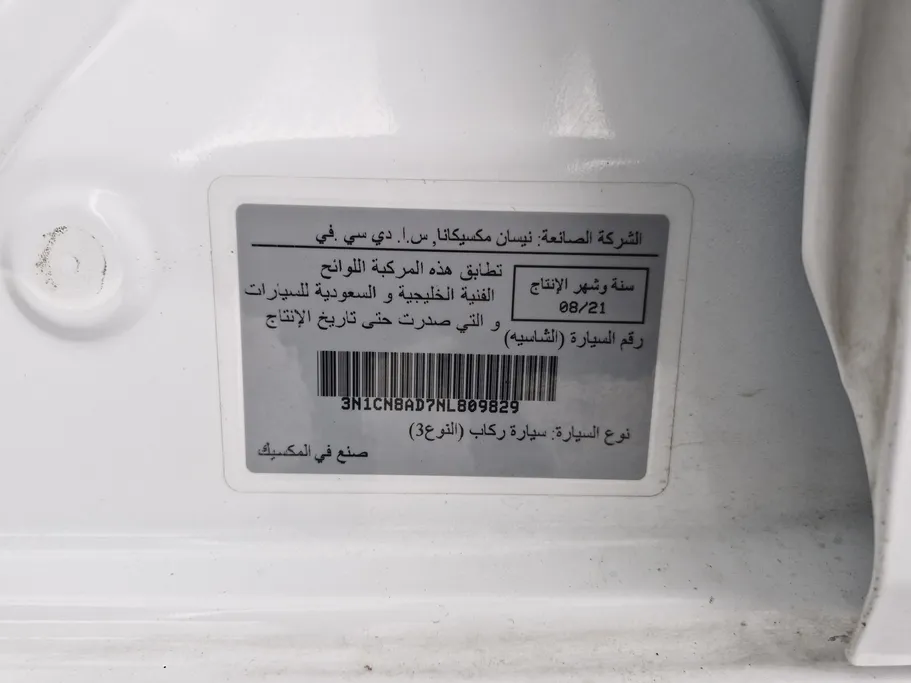 الشركة الصانعة: نيسان مكسيكانا, س.ا. دي سي .في
سنة وشهر الإنتاج
08/21
تطابق هذه المركبة اللوائح
الفنية الخليجية و السعودية للسيارات
و التي صدرت حتى تاريخ الإنتاج
رقم السيارة (الشاسيه)
3N1CN8AD7NL809829
نوع السيارة: سيارة ركاب (النوع3)
صنع في المكسيك